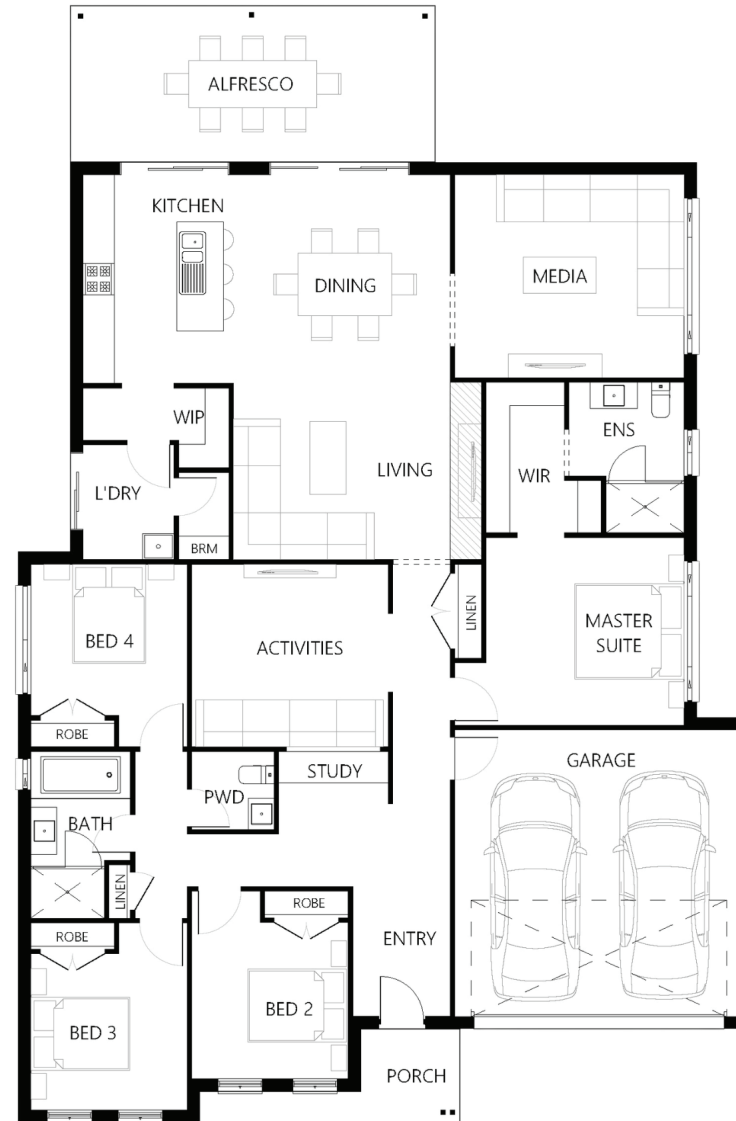 ALFRESCO
KITCHEN
DINING
MEDIA
WIP
LIVING
ENS
WIR
L'DRY
BRM
LINEN
MASTER
SUITE
BED 4
ACTIVITIES
ROBE
STUDY
GARAGE
PWD
BATH
LINEN
ROBE
ROBE
ENTRY
BED 2
BED 3
PORCH